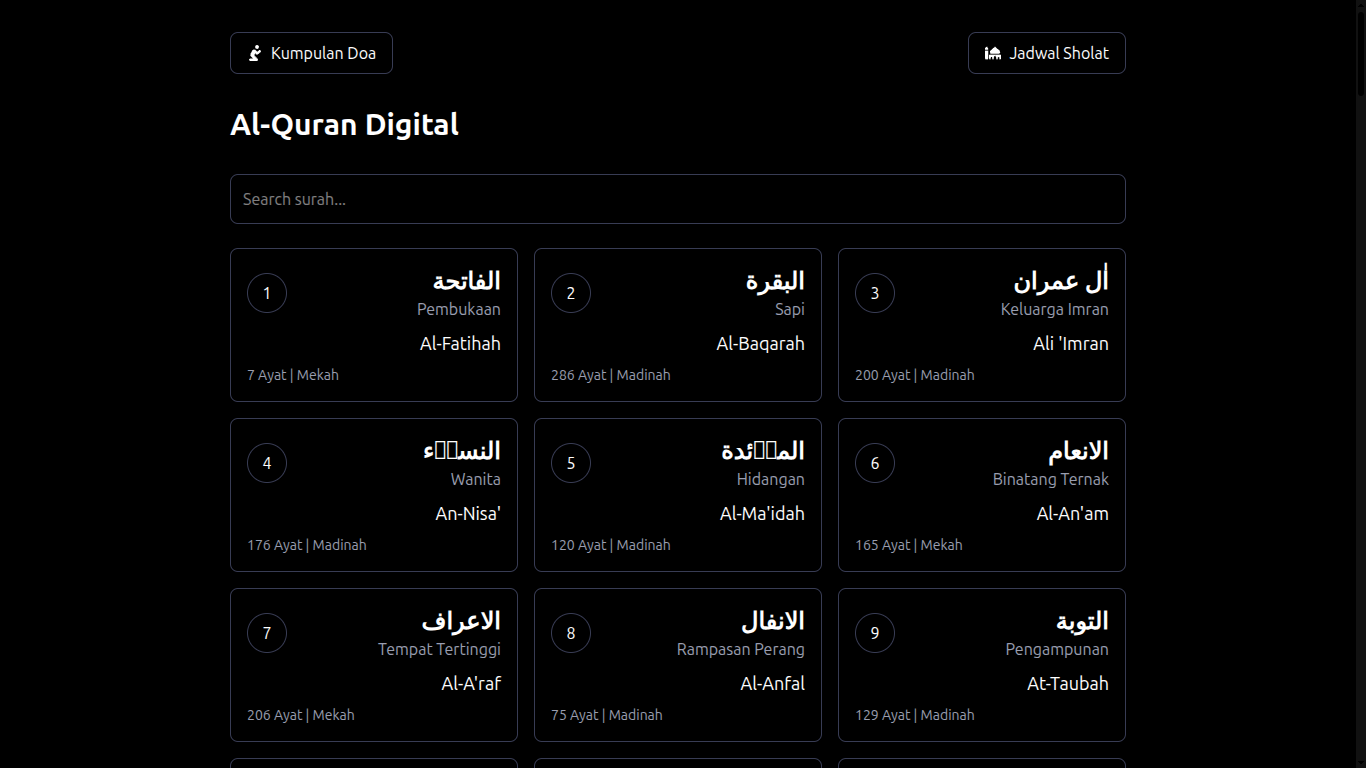 Kumpulan Doa
Jadwal Sholat
Al-Quran Digital
Search surah...
1
الفاتحة
Pembukaan
Al-Fatihah
7 Ayat | Mekah
2
البقرة
Sapi
Al-Baqarah
286 Ayat | Madinah
3
اٰل عمران
Keluarga Imran
Ali 'Imran
200 Ayat | Madinah
4
Wanita
An-Nisa'
176 Ayat | Madinah
5
Hidangan
Al-Ma'idah
120 Ayat | Madinah
6
الانعام
Binatang Ternak
Al-An'am
165 Ayat | Mekah
7
الاعراف
Tempat Tertinggi
Al-A'raf
206 Ayat | Mekah
8
الانفال
Rampasan Perang
Al-Anfal
75 Ayat | Madinah
9
التوبة
Pengampunan
At-Taubah
129 Ayat | Madinah